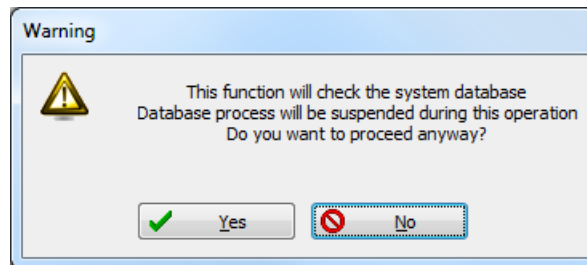 Warning
This function will check the system database
Database process will be suspended during this operation
Do you want to proceed anyway?
Yes
No